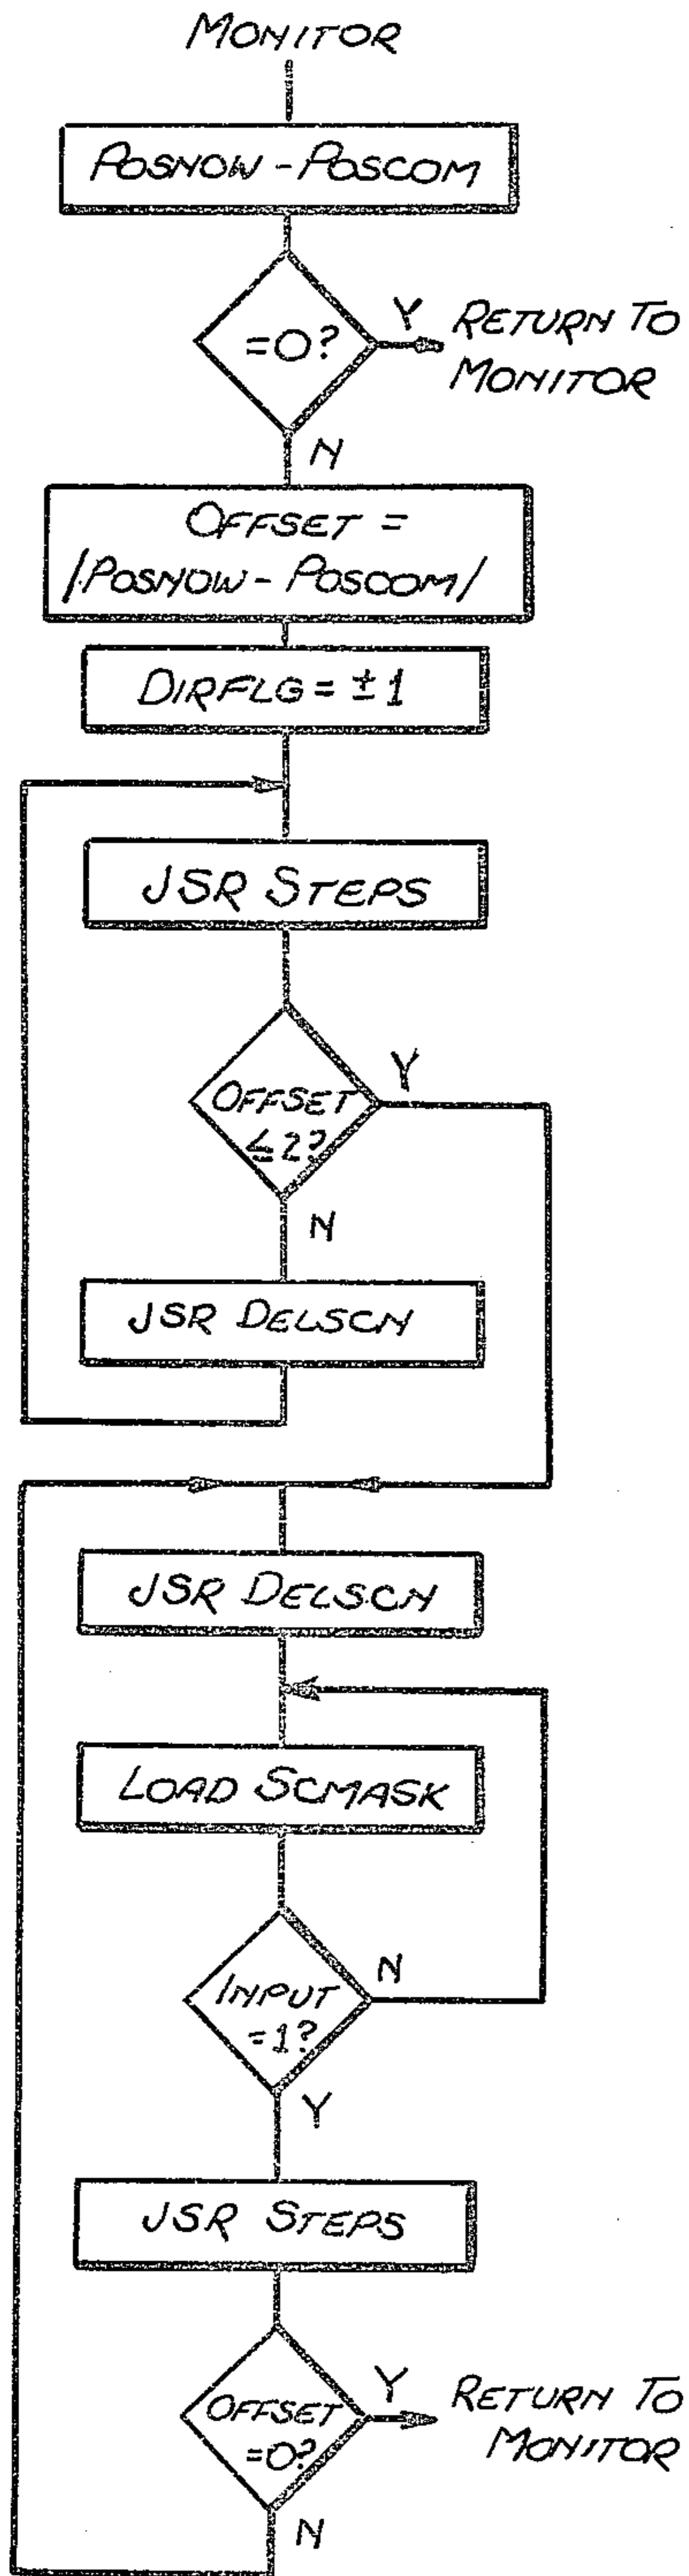 MONITOR
POSNOW - POSCOM
=0?
Y
RETURN TO
MONITOR
N
OFFSET =
/POSNOW - POSCOM/
DIRFLG = ±1
JSR STEPS
OFFSET
≤2?
Y
N
JSR DELSCN
JSR DELSCN
LOAD SCMASK
INPUT
=1?
N
Y
JSR STEPS
OFFSET
=0?
Y
RETURN TO
MONITOR
N